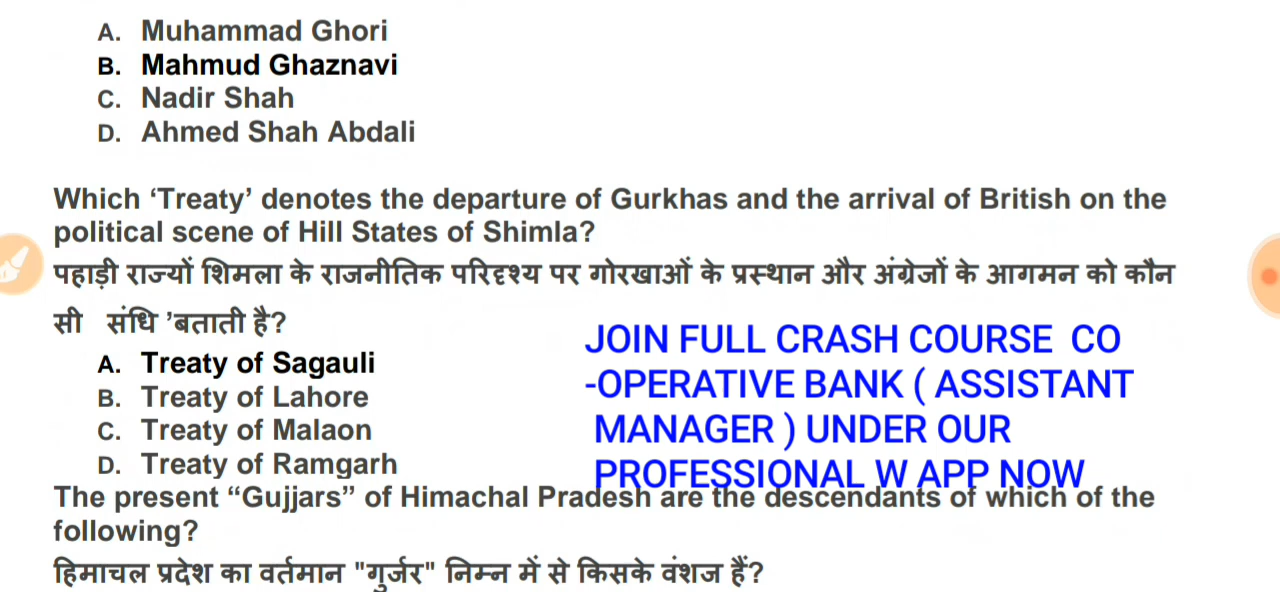 A. Muhammad Ghori
B. Mahmud Ghaznavi
C. Nadir Shah
D. Ahmed Shah Abdali
Which ‘Treaty’ denotes the departure of Gurkhas and the arrival of British on the
political scene of Hill States of Shimla?
पहाड़ी राज्यों शिमला के राजनीतिक परिदृश्य पर गोरखाओं के प्रस्थान और अंग्रेजों के आगमन को कौन
सी संधि ’बताती है?
A. Treaty of Sagauli
B. Treaty of Lahore
C. Treaty of Malaon
D. Treaty of Ramgarh
JOIN FULL CRASH COURSE CO
-OPERATIVE BANK ( ASSISTANT
MANAGER ) UNDER OUR
PROFESSIONAL W APP NOW
The present “Gujjars” of Himachal Pradesh are the descendants of which of the
following?
हिमाचल प्रदेश का वर्तमान "गुर्जर" निम्न में से किसके वंशज हैं?